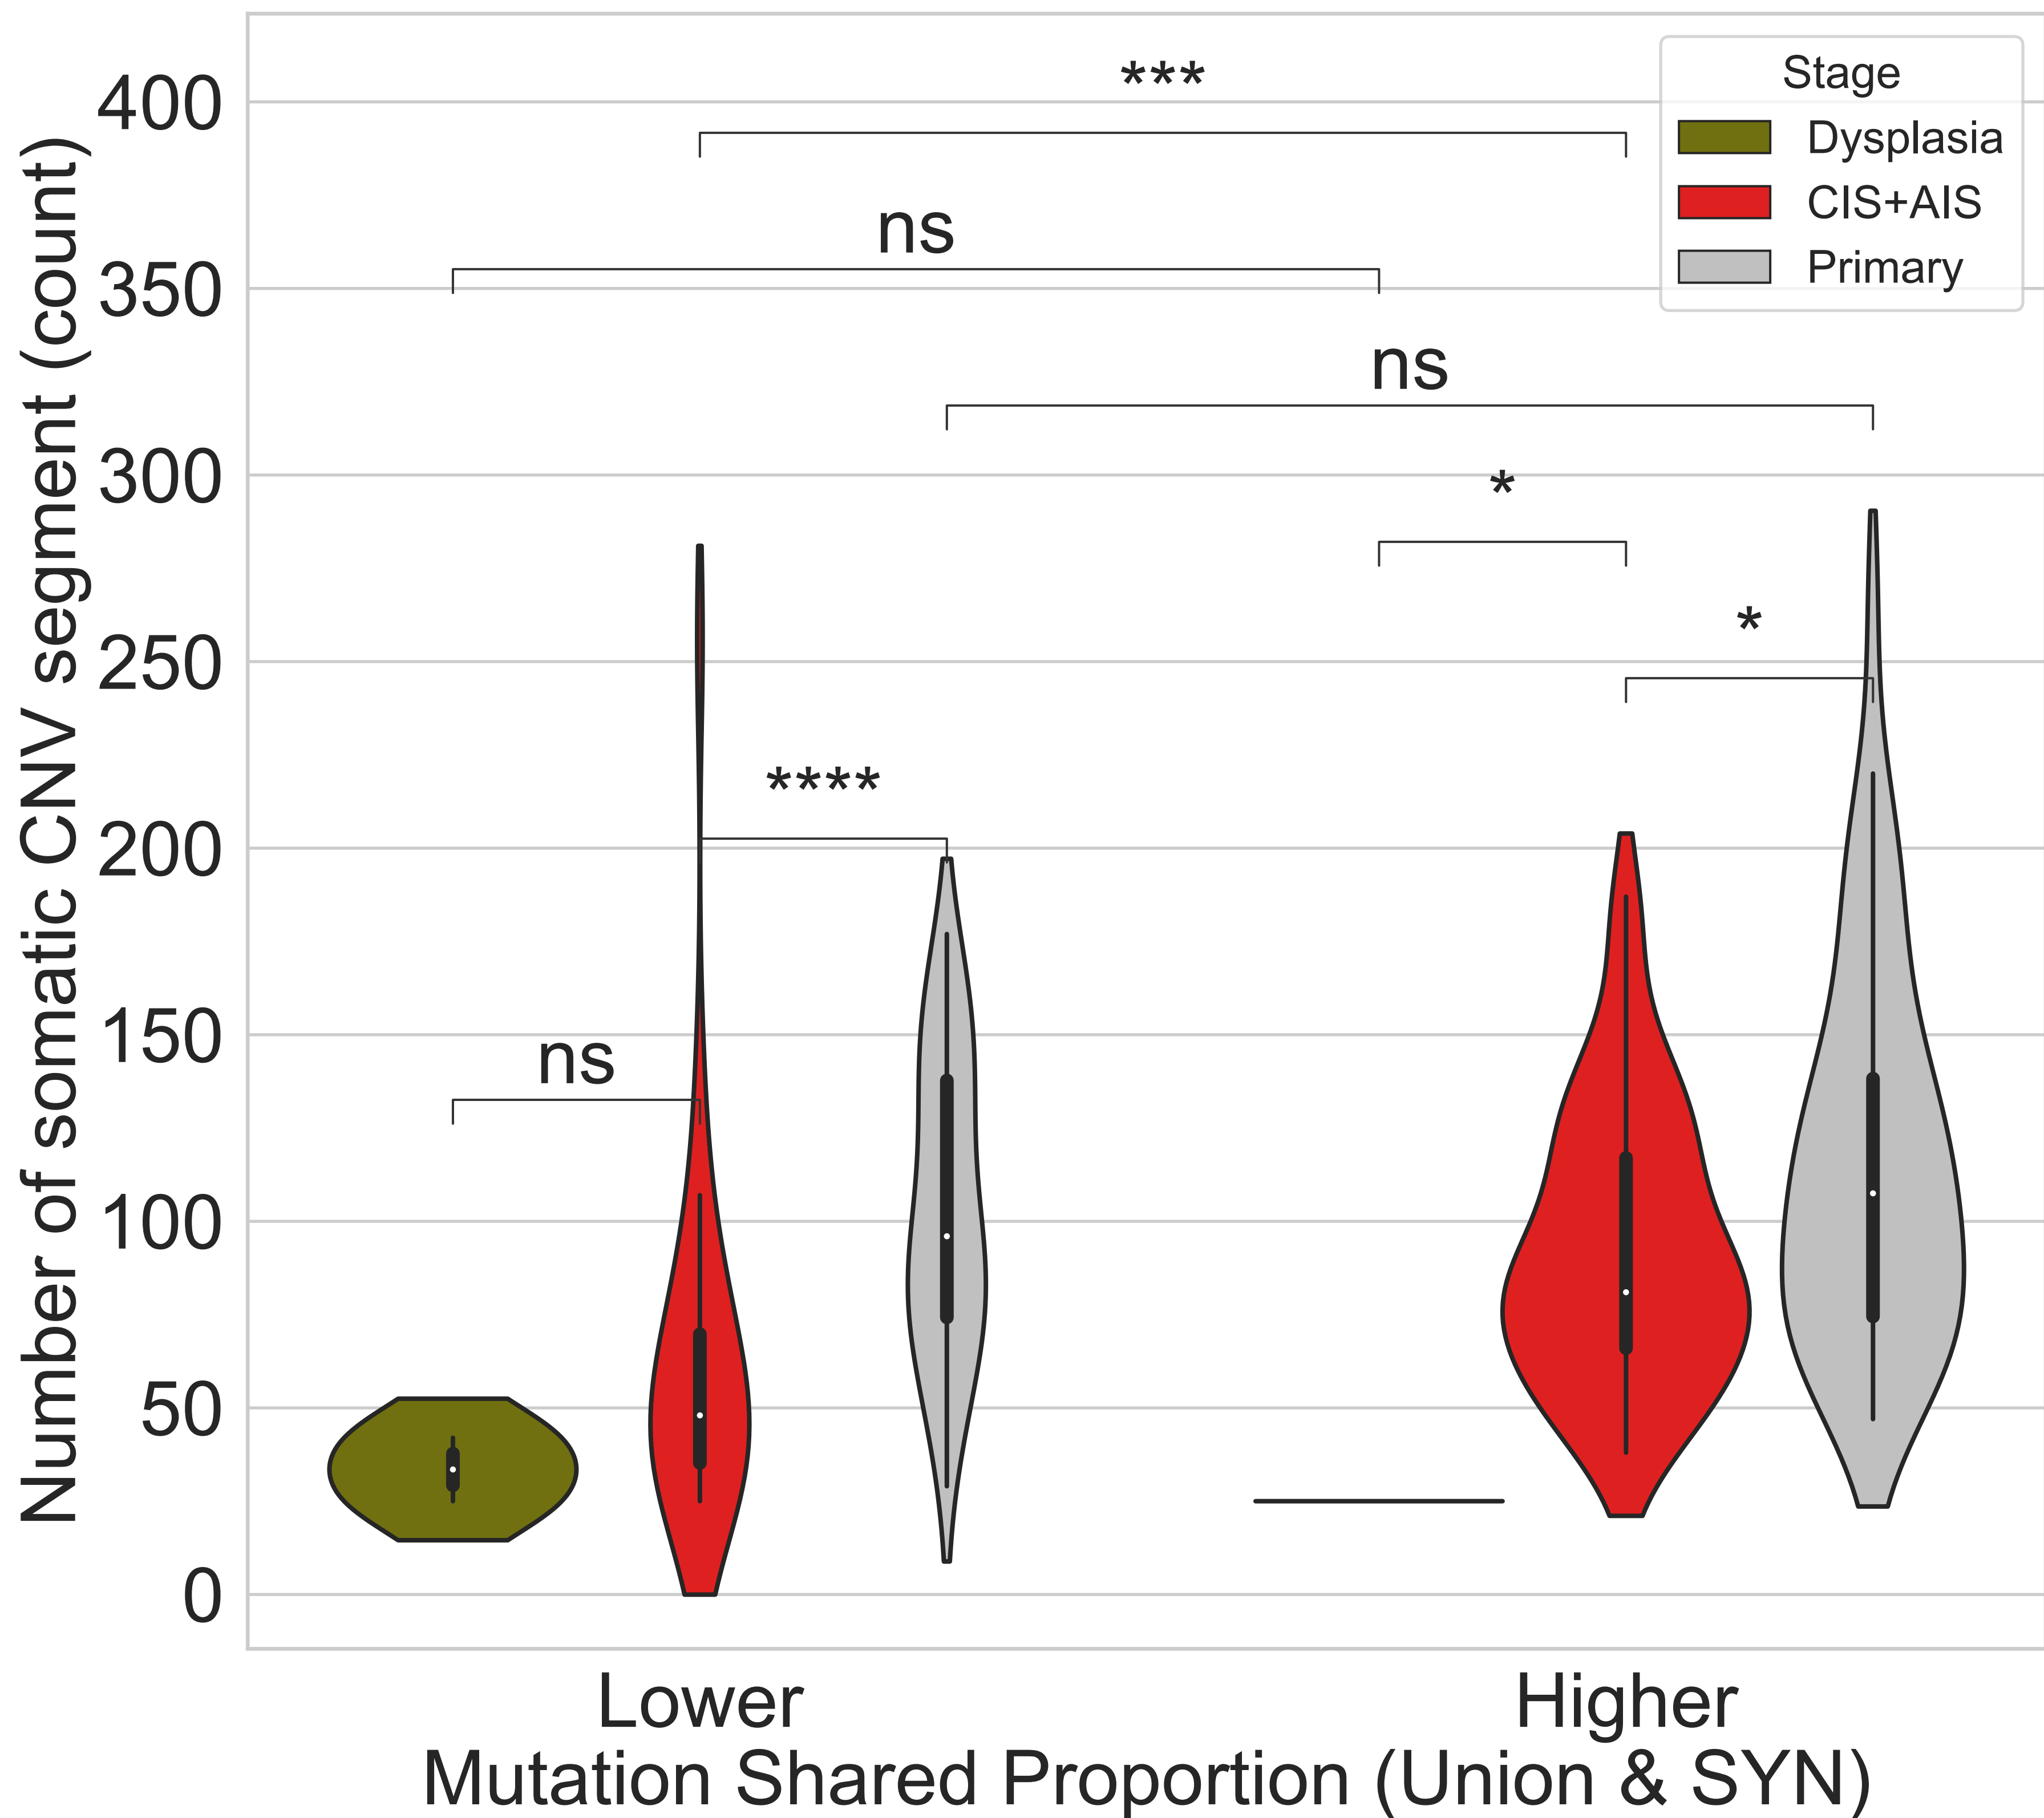 Number of somatic CNV segment (count)
400
350
300
250
200
150
100
50
0
***
ns
ns
*
*
****
ns
Stage
Dysplasia
CIS+AIS
Primary
Lower
Higher
Mutation Shared Proportion (Union & SYN)